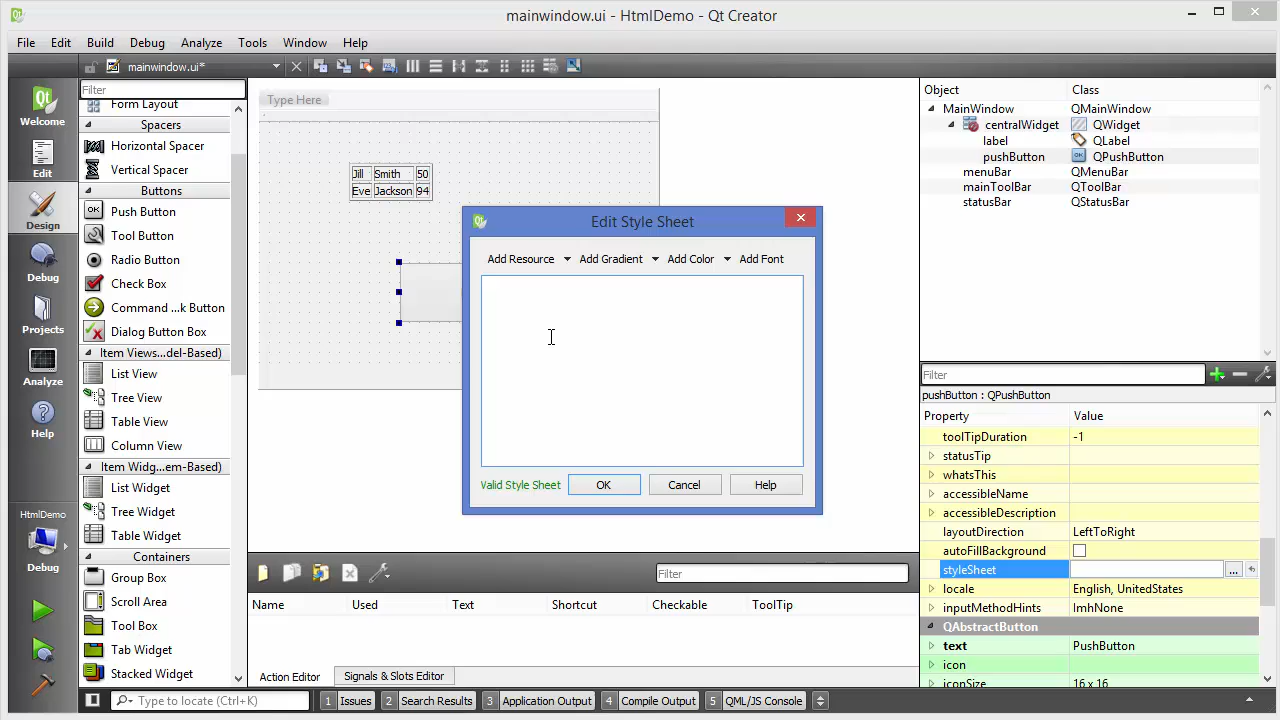 mainwindow.ui - HtmlDemo - Qt Creator
File Edit Build Debug Tools Window Help
mainwindow.ui*
Welcome
Edit
Design
Debug
Projects
Analyze
Help
HtmlDemo
Debug
Filter
Form Layout
Spacers
Horizontal Spacer
Vertical Spacer
Buttons
Push Button
Tool Button
Radio Button
Check Box
Command ...k Button
Dialog Button Box
Item Views...del-Based)
List View
Tree View
Table View
Column View
Item Widg...em-Based)
List Widget
Tree Widget
Table Widget
Containers
Group Box
Scroll Area
Tool Box
Tab Widget
Stacked Widget
Type Here
Jill Smith 50
Eve Jackson 94
Edit Style Sheet
Add Resource Add Gradient Add Color Add Font
Valid Style Sheet OK Cancel Help
Filter
Name Used Text Shortcut Checkable ToolTip
Action Editor Signals & Slots Editor
Object Class
MainWindow QMainWindow
centralWidget QWidget
label QLabel
pushButton QPushButton
menuBar QMenuBar
mainToolBar QToolBar
statusBar QStatusBar
Filter
pushButton : QPushButton
Property Value
toolTipDuration -1
statusTip
whatsThis
accessibleName
accessibleDescription
layoutDirection LeftToRight
autoFillBackground
styleSheet ...
locale English, UnitedStates
inputMethodHints ImhNone
QAbstractButton
text PushButton
icon
iconSize 16 x 16
Type to locate (Ctrl+K) 1 Issues 2 Search Results 3 Application Output 4 Compile Output 5 QML/JS Console